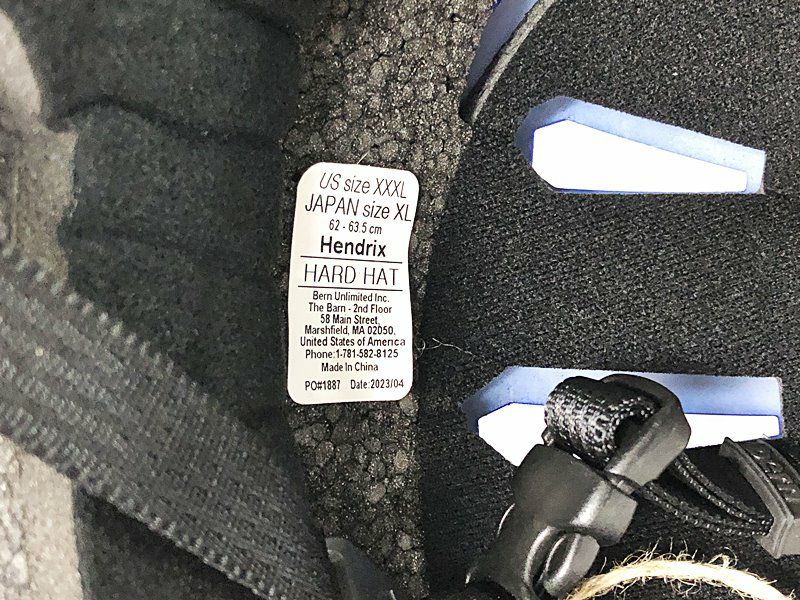 US size XXXL
JAPAN size XL
62 - 63.5 cm
Hendrix
HARD HAT
Bern Unlimited Inc.
The Barn - 2nd Floor
58 Main Street,
Marshfield, MA 02050,
United States of America
Phone:1-781-582-8125
Made In China
PO#1887 Date:2023/04